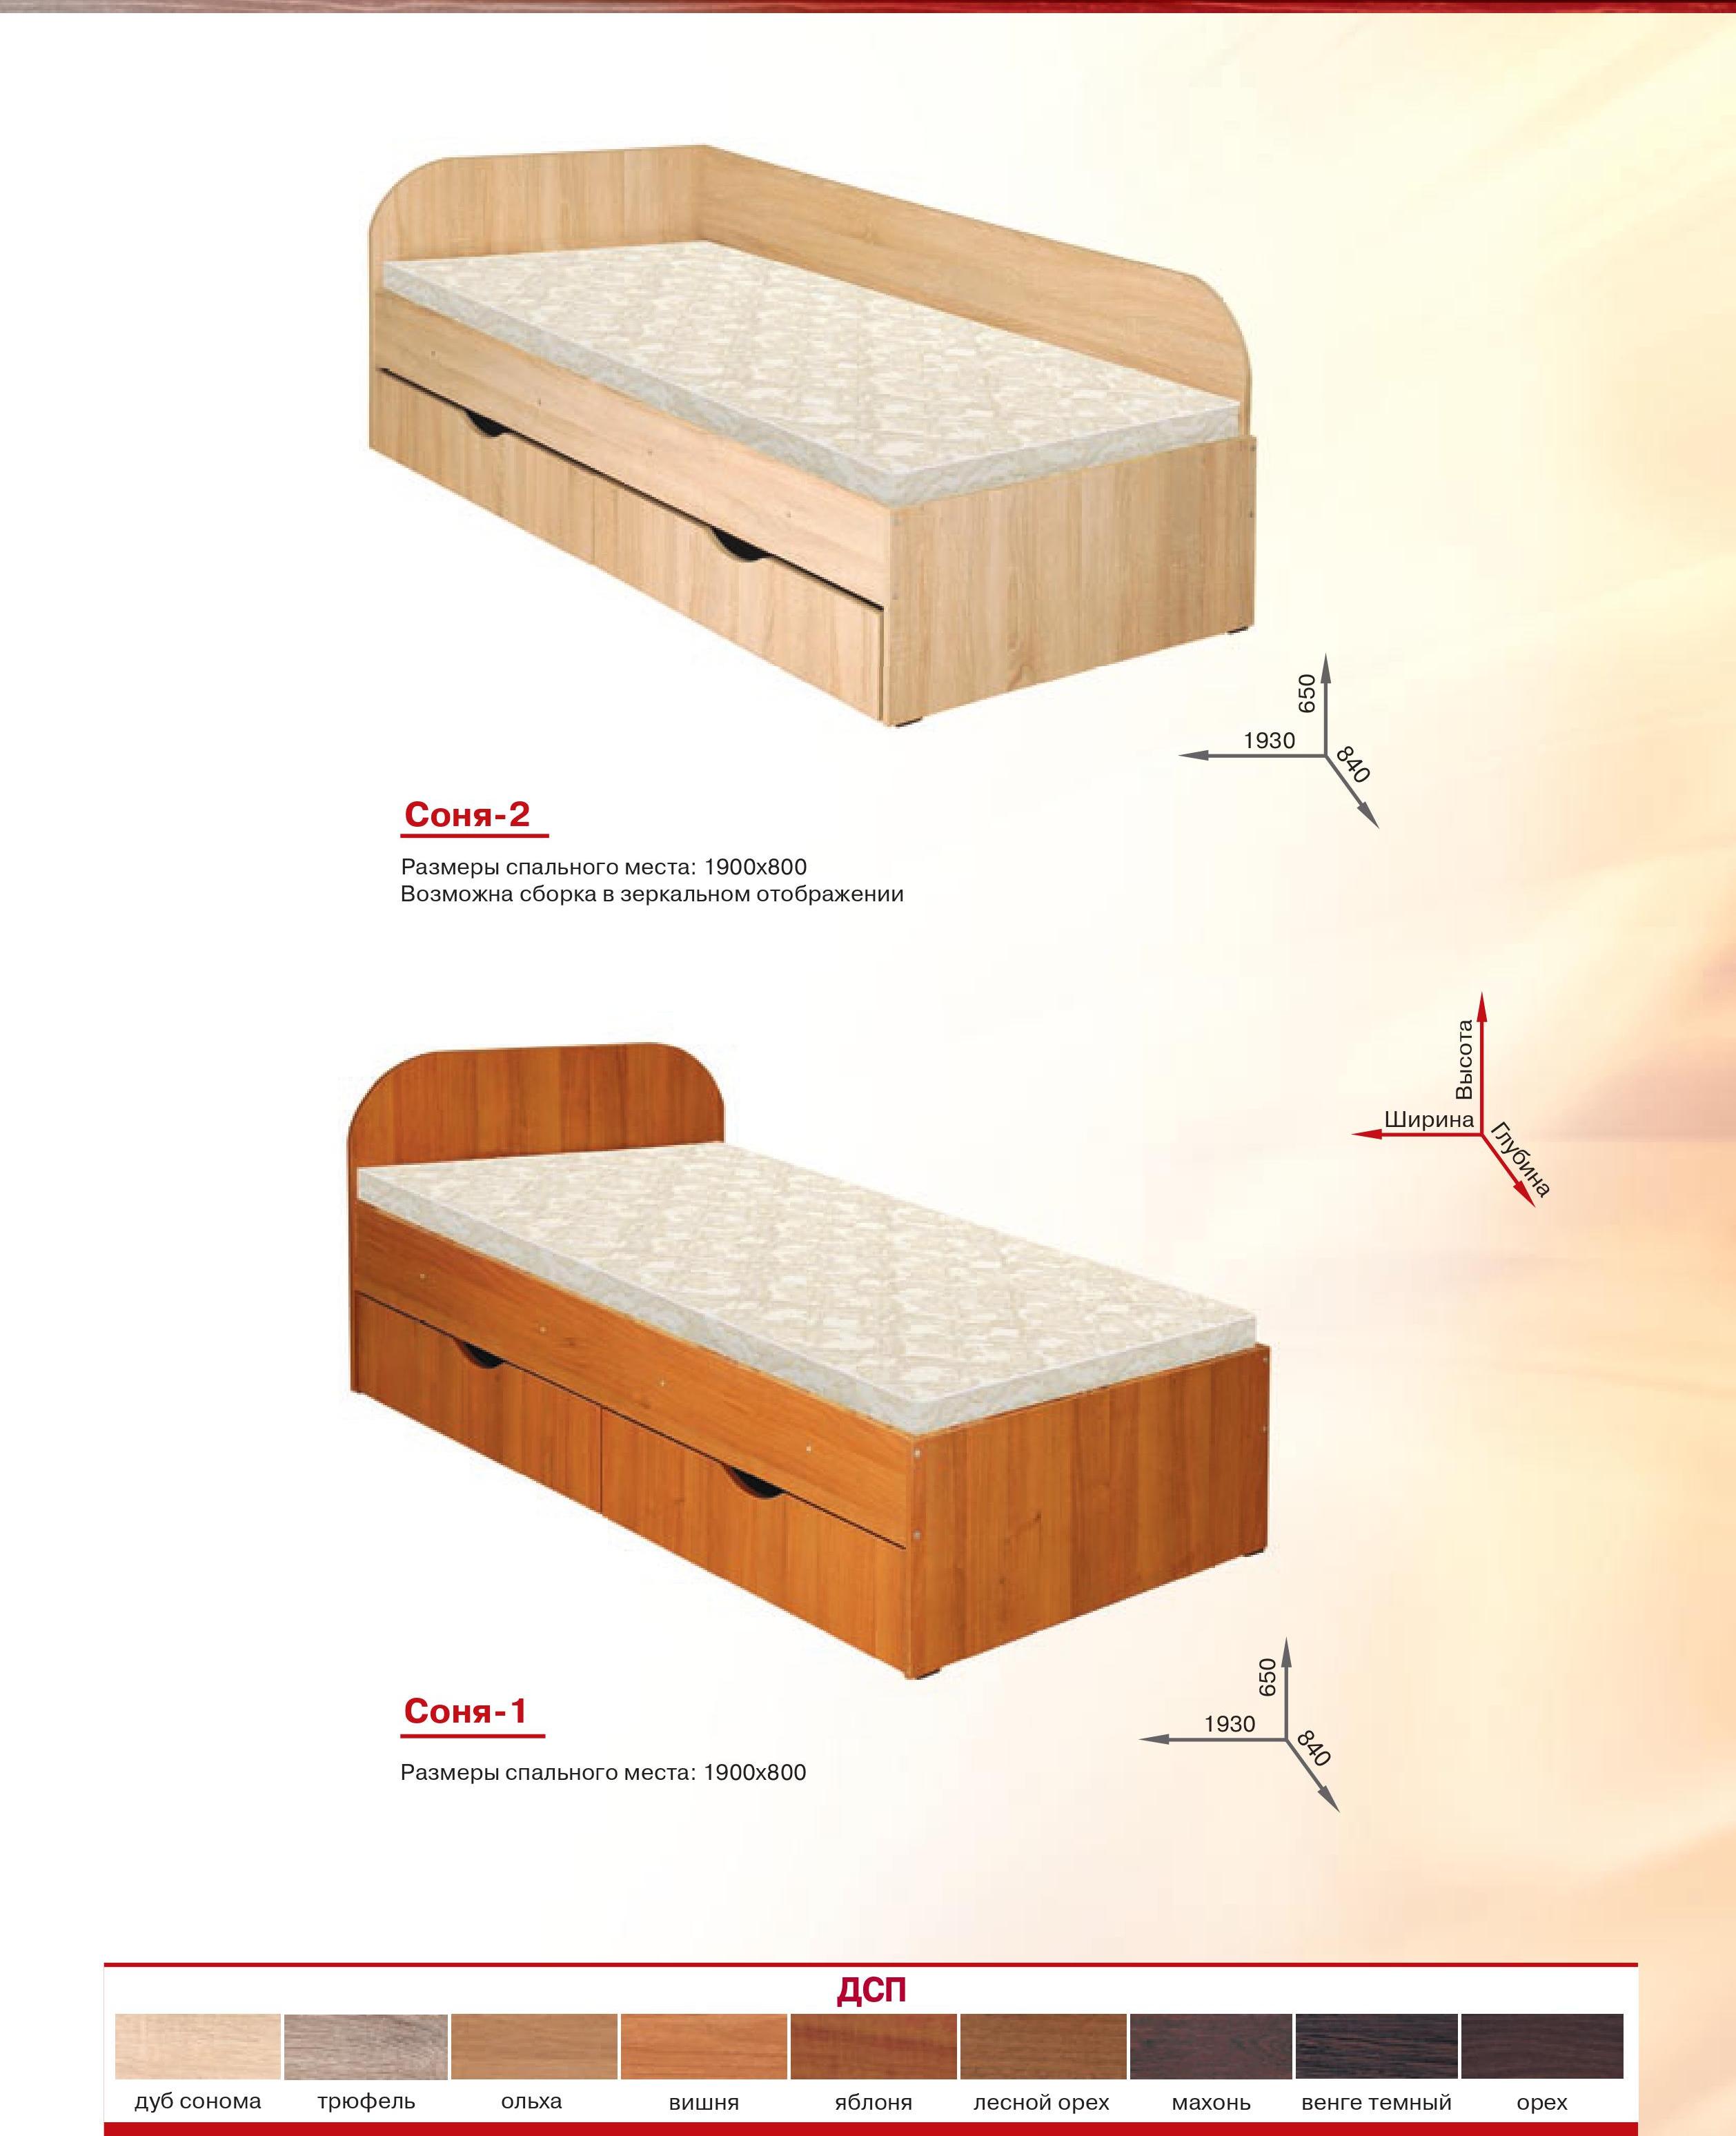 650
1930
840
Соня-2
Размеры спального места: 1900х800
Возможна сборка в зеркальном отображении
Высота
Ширина
Глубина
650
1930
840
Соня-1
Размеры спального места: 1900х800
ДСП
дуб сонома трюфель ольха вишня яблоня лесной орех махонь венге темный орех